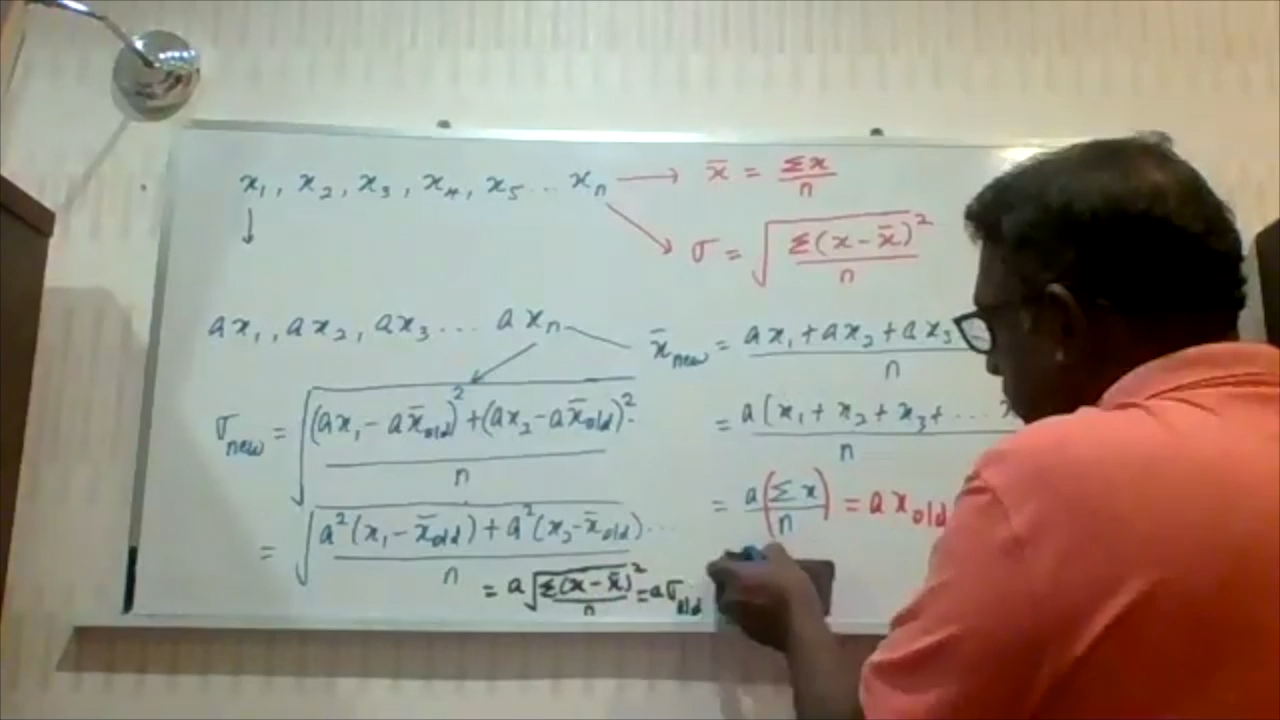 x₁, x₂, x₃, x₄, x₅ ... xₙ → x̄ = Σx/n
↓ ↘ σ = √(Σ(x-x̄)²/n)
ax₁, ax₂, ax₃ ... axₙ
x̄new = (ax₁+ax₂+ax₃)/n
= a(x₁+x₂+x₃+...)/n
= a(Σx/n) = a xold
σnew = √(((ax₁-ax̄old)²+(ax₂-ax̄old)².)/n)
= √((a²(x₁-x̄old)+a²(x₂-x̄old)...)/n)
= a√(Σ(x-x̄)²/n) = aσold